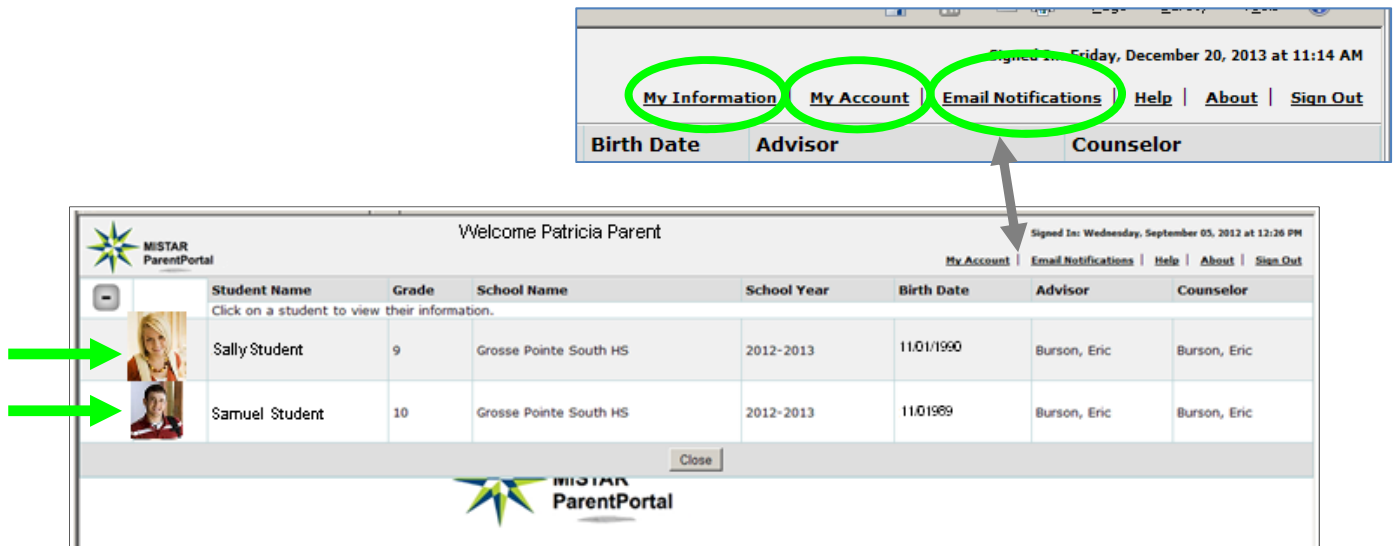 Signed In: Friday, December 20, 2013 at 11:14 AM
My Information | My Account | Email Notifications | Help | About | Sign Out
Birth Date Advisor Counselor
MISTAR
ParentPortal
Welcome Patricia Parent
Signed In: Wednesday, September 05, 2012 at 12:26 PM
My Account | Email Notifications | Help | About | Sign Out
Student Name Grade School Name School Year Birth Date Advisor Counselor
Click on a student to view their information.
Sally Student 9 Grosse Pointe South HS 2012-2013 11/01/1990 Burson, Eric Burson, Eric
Samuel Student 10 Grosse Pointe South HS 2012-2013 11/01989 Burson, Eric Burson, Eric
Close
MISTAR
ParentPortal